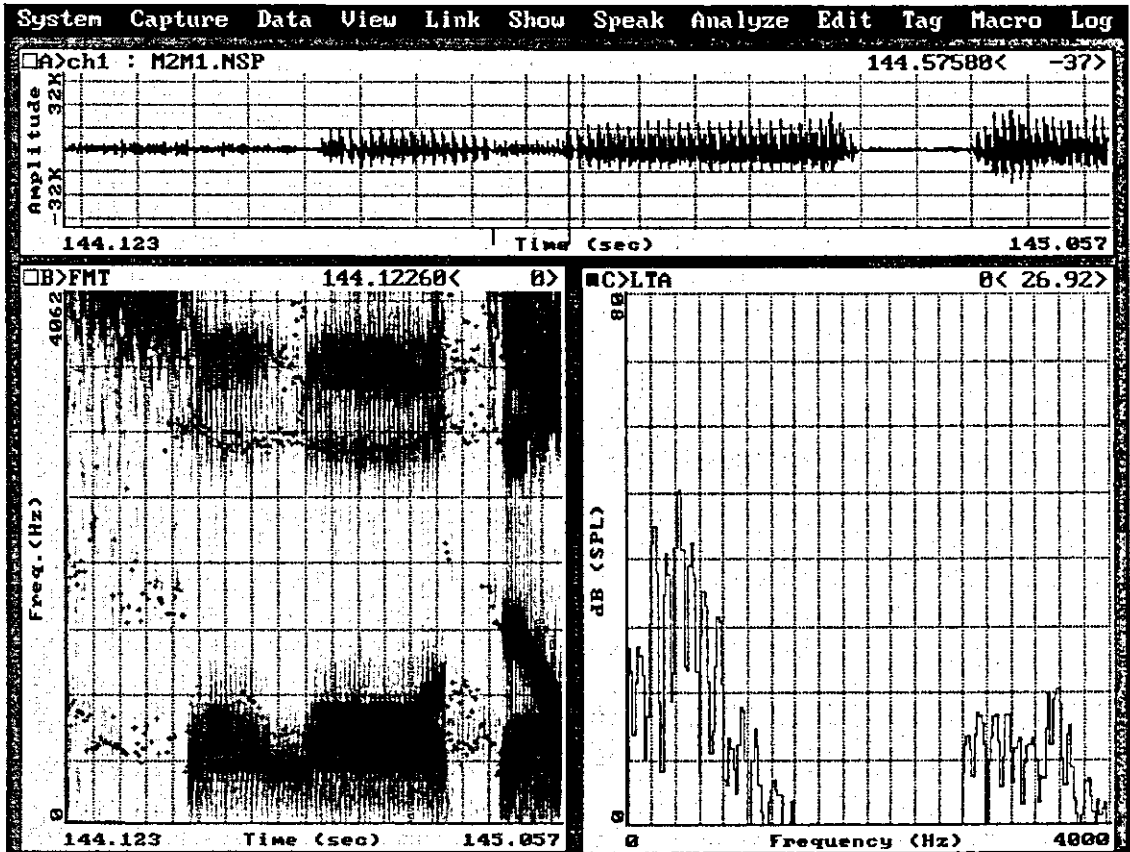 System Capture Data View Link Show Speak Analyze Edit Tag Macro Log
□A>ch1 : M2M1.NSP 144.57580< -37>
Amplitude
32K
-32K
144.123 Time (sec) 145.057
□B>FMT 144.12260< 0>
4062
Freq.(Hz)
0
144.123 Time (sec) 145.057
■C>LTA 0< 26.92>
80
dB (SPL)
0
0 Frequency (Hz) 4000